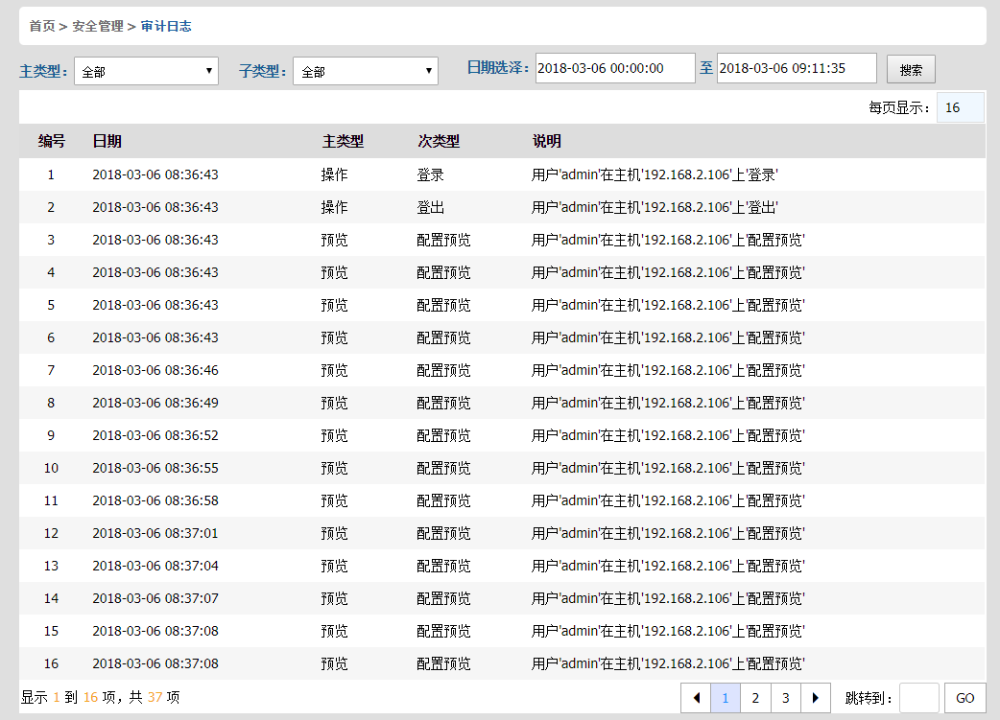 首页 > 安全管理 > 审计日志
主类型： 全部 子类型： 全部 日期选泽： 2018-03-06 00:00:00 至 2018-03-06 09:11:35 搜索
每页显示： 16
编号 日期 主类型 次类型 说明
1 2018-03-06 08:36:43 操作 登录 用户'admin'在主机'192.168.2.106'上'登录'
2 2018-03-06 08:36:43 操作 登出 用户'admin'在主机'192.168.2.106'上'登出'
3 2018-03-06 08:36:43 预览 配置预览 用户'admin'在主机'192.168.2.106'上'配置预览'
4 2018-03-06 08:36:43 预览 配置预览 用户'admin'在主机'192.168.2.106'上'配置预览'
5 2018-03-06 08:36:43 预览 配置预览 用户'admin'在主机'192.168.2.106'上'配置预览'
6 2018-03-06 08:36:43 预览 配置预览 用户'admin'在主机'192.168.2.106'上'配置预览'
7 2018-03-06 08:36:46 预览 配置预览 用户'admin'在主机'192.168.2.106'上'配置预览'
8 2018-03-06 08:36:49 预览 配置预览 用户'admin'在主机'192.168.2.106'上'配置预览'
9 2018-03-06 08:36:52 预览 配置预览 用户'admin'在主机'192.168.2.106'上'配置预览'
10 2018-03-06 08:36:55 预览 配置预览 用户'admin'在主机'192.168.2.106'上'配置预览'
11 2018-03-06 08:36:58 预览 配置预览 用户'admin'在主机'192.168.2.106'上'配置预览'
12 2018-03-06 08:37:01 预览 配置预览 用户'admin'在主机'192.168.2.106'上'配置预览'
13 2018-03-06 08:37:04 预览 配置预览 用户'admin'在主机'192.168.2.106'上'配置预览'
14 2018-03-06 08:37:07 预览 配置预览 用户'admin'在主机'192.168.2.106'上'配置预览'
15 2018-03-06 08:37:08 预览 配置预览 用户'admin'在主机'192.168.2.106'上'配置预览'
16 2018-03-06 08:37:08 预览 配置预览 用户'admin'在主机'192.168.2.106'上'配置预览'
显示 1 到 16 项，共 37 项 1 2 3 跳转到： GO